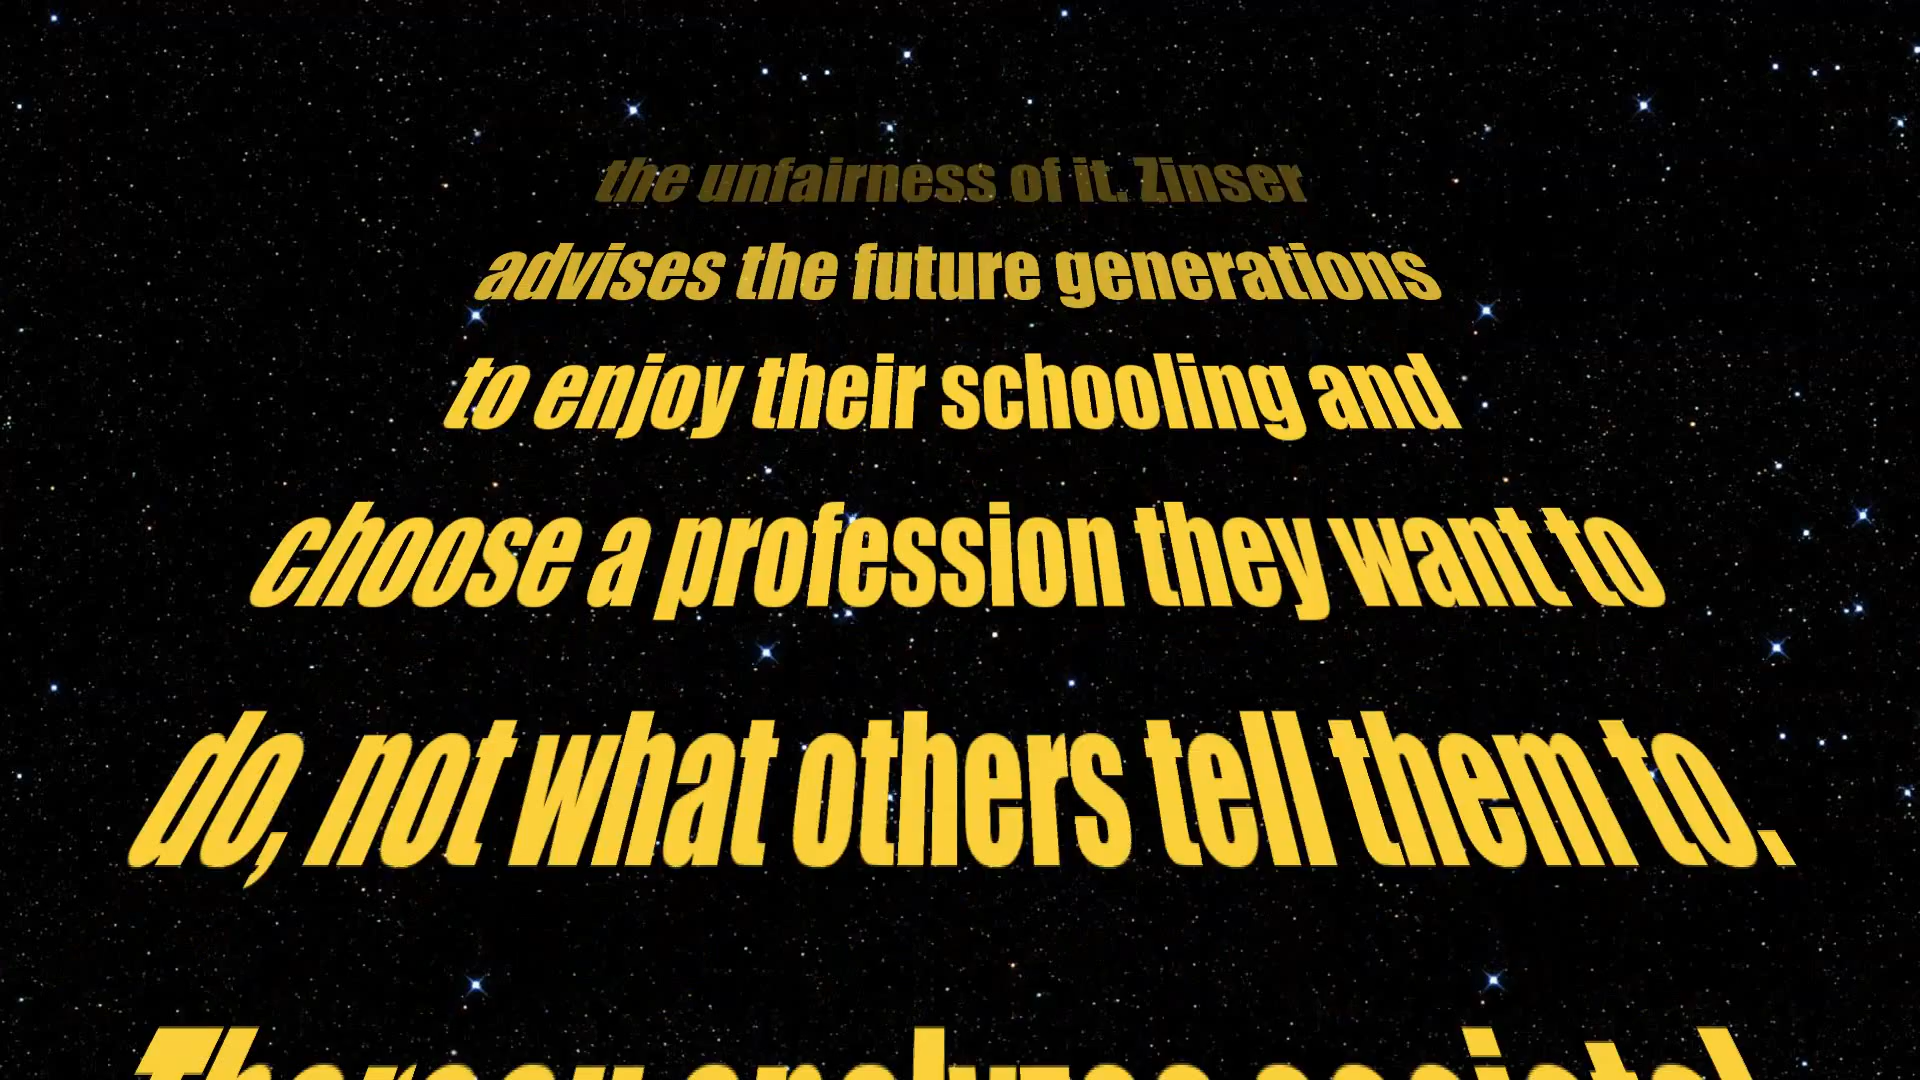 the unfairness of it. Zinser
advises the future generations
to enjoy their schooling and
choose a profession they want to
do, not what others tell them to.